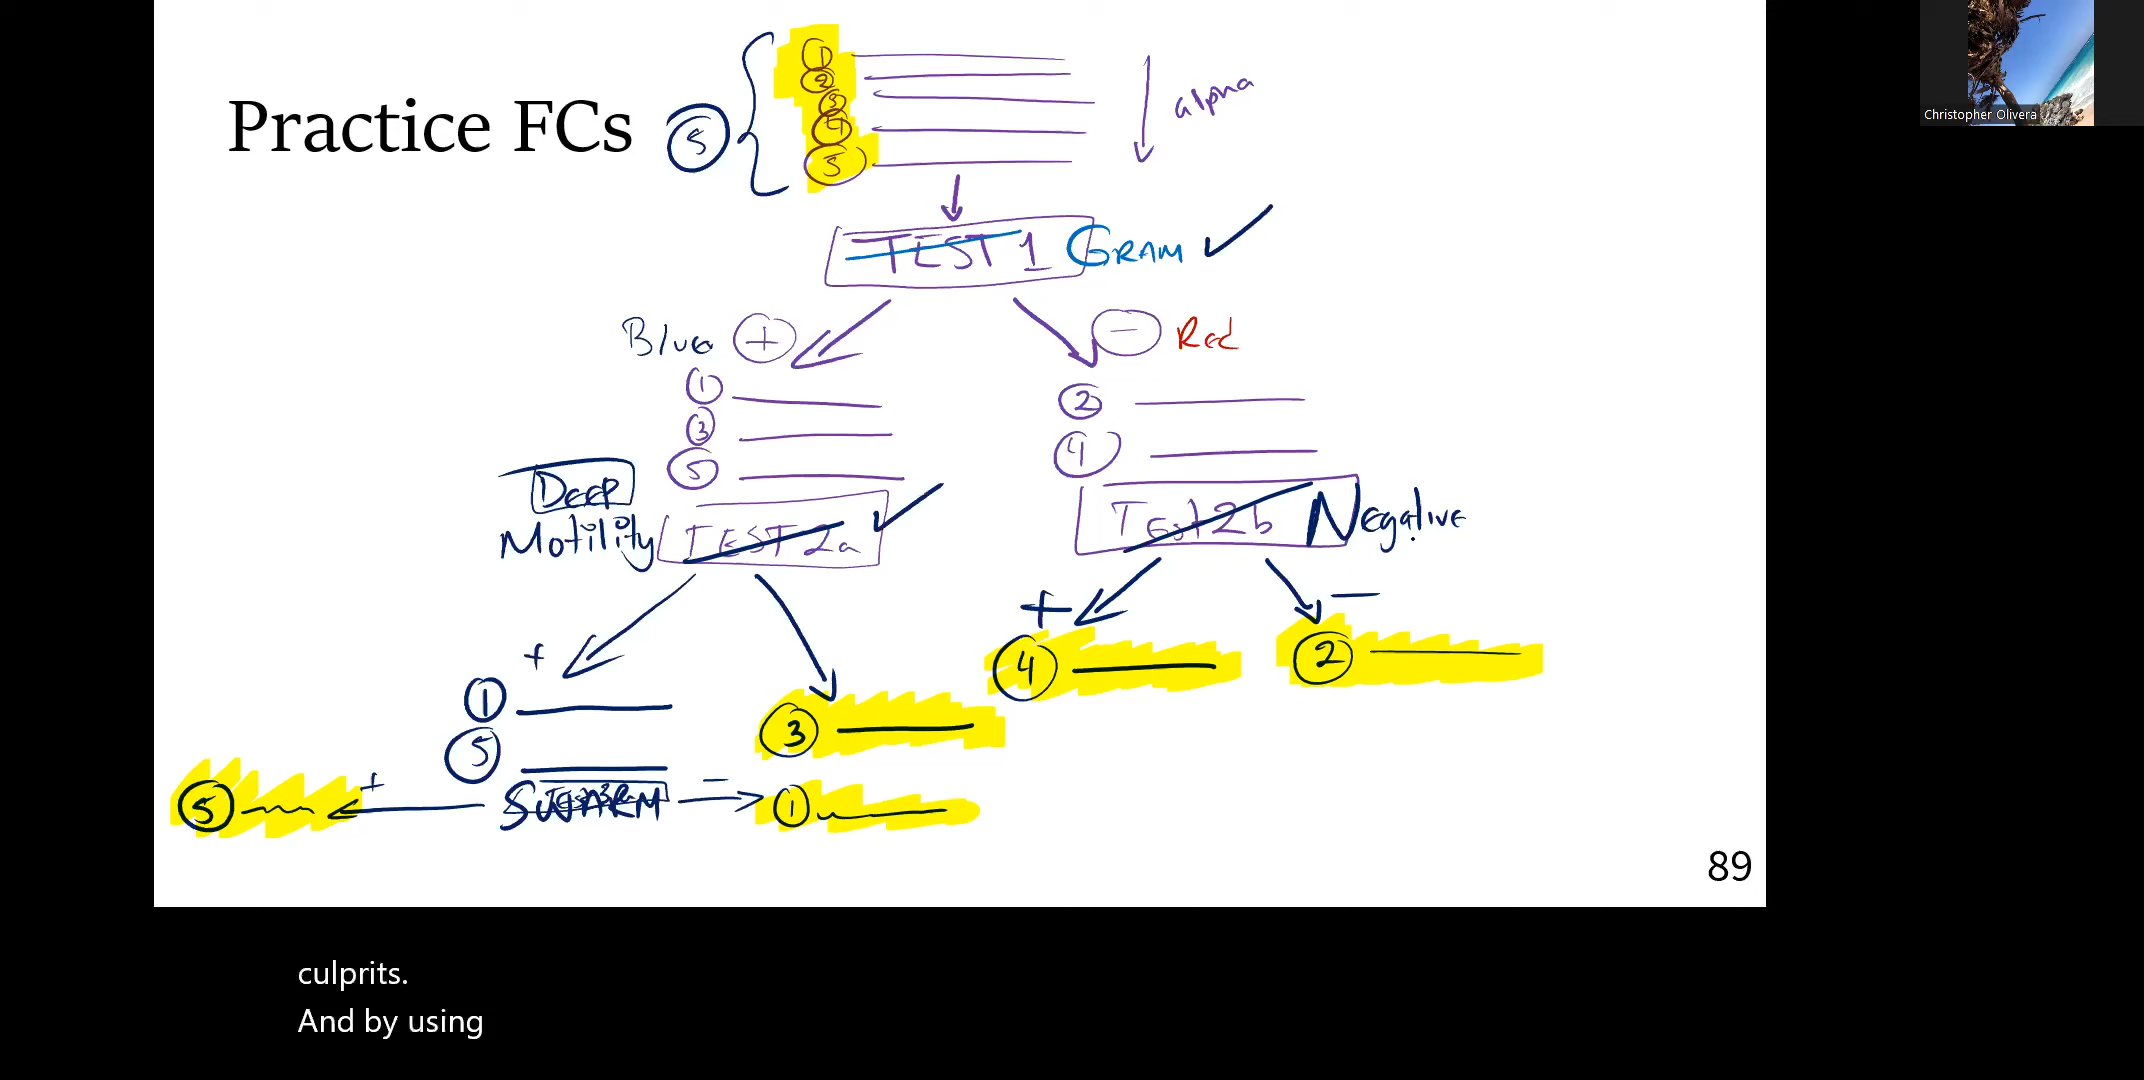 Practice FCs
5
1
2
3
4
5
alpha
TEST 1 GRAM
Blue +
- Red
1
3
5
2
4
DEEP
Motility TEST 2a
Test 2b Negative
+ -
4
2
+
1
5
3
5 + SWARM - 1
89
culprits.
And by using
Christopher Olivera